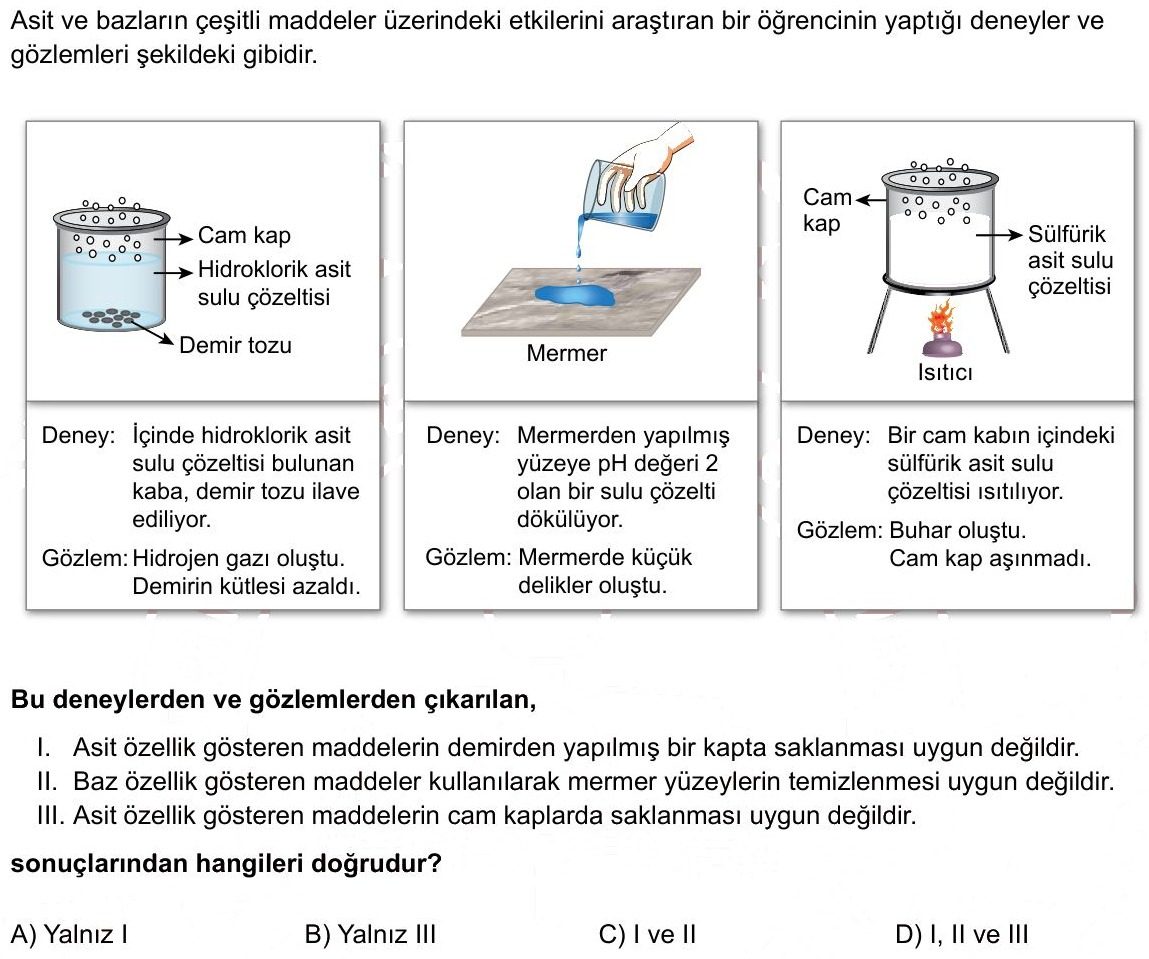 Asit ve bazların çeşitli maddeler üzerindeki etkilerini araştıran bir öğrencinin yaptığı deneyler ve
gözlemleri şekildeki gibidir.
Cam kap
Hidroklorik asit
sulu çözeltisi
Demir tozu
Deney: İçinde hidroklorik asit
sulu çözeltisi bulunan
kaba, demir tozu ilave
ediliyor.
Gözlem: Hidrojen gazı oluştu.
Demirin kütlesi azaldı.
Mermer
Deney: Mermerden yapılmış
yüzeye pH değeri 2
olan bir sulu çözelti
dökülüyor.
Gözlem: Mermerde küçük
delikler oluştu.
Cam
kap
Sülfürik
asit sulu
çözeltisi
Isıtıcı
Deney: Bir cam kabın içindeki
sülfürik asit sulu
çözeltisi ısıtılıyor.
Gözlem: Buhar oluştu.
Cam kap aşınmadı.
Bu deneylerden ve gözlemlerden çıkarılan,
I. Asit özellik gösteren maddelerin demirden yapılmış bir kapta saklanması uygun değildir.
II. Baz özellik gösteren maddeler kullanılarak mermer yüzeylerin temizlenmesi uygun değildir.
III. Asit özellik gösteren maddelerin cam kaplarda saklanması uygun değildir.
sonuçlarından hangileri doğrudur?
A) Yalnız I B) Yalnız III C) I ve II D) I, II ve III